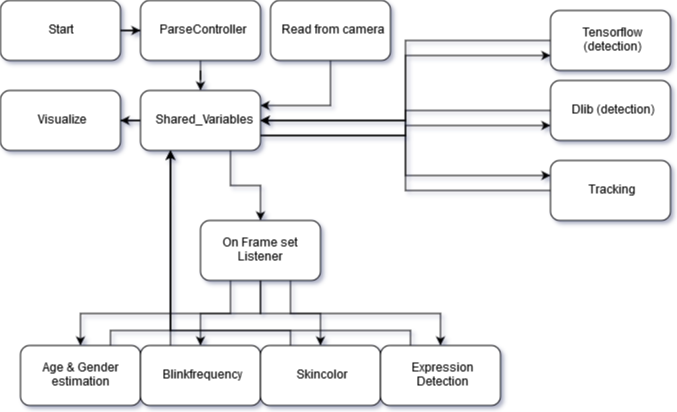 Start
ParseController
Read from camera
Tensorflow
(detection)
Visualize
Shared_Variables
Dlib (detection)
Tracking
On Frame set
Listener
Age & Gender
estimation
Blinkfrequency
Skincolor
Expression
Detection